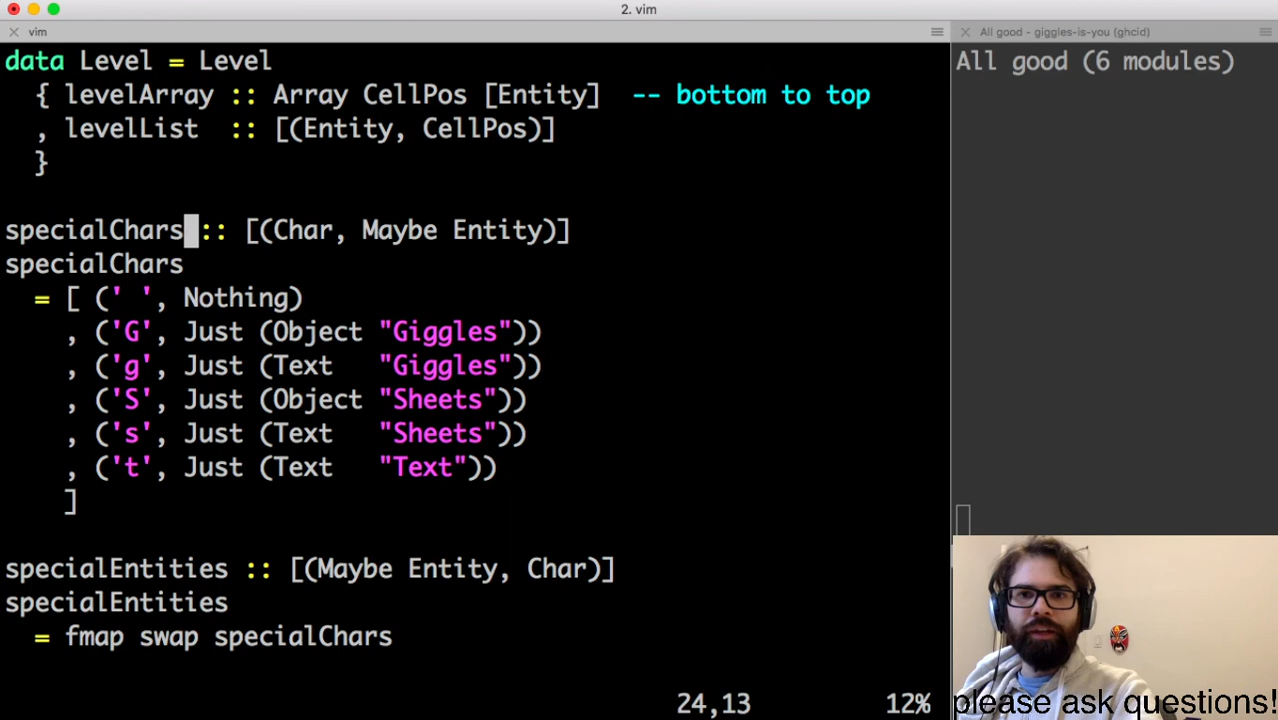 2. vim
vim
All good - giggles-is-you (ghcid)
data Level = Level
  { levelArray :: Array CellPos [Entity]  -- bottom to top
  , levelList  :: [(Entity, CellPos)]
  }
specialChars :: [(Char, Maybe Entity)]
specialChars
  = [ (' ', Nothing)
    , ('G', Just (Object "Giggles"))
    , ('g', Just (Text   "Giggles"))
    , ('S', Just (Object "Sheets"))
    , ('s', Just (Text   "Sheets"))
    , ('t', Just (Text   "Text"))
    ]
specialEntities :: [(Maybe Entity, Char)]
specialEntities
  = fmap swap specialChars
24,13 12%
All good (6 modules)
please ask questions!